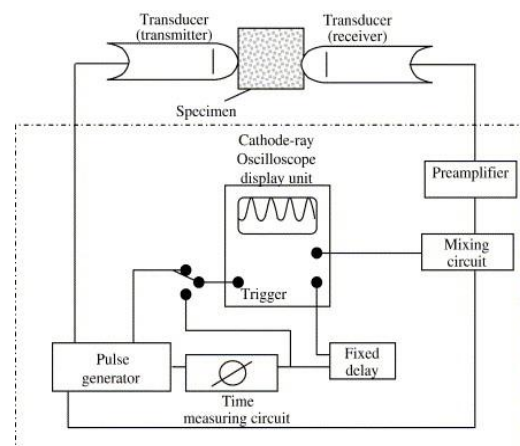 Transducer
(transmitter)
Transducer
(receiver)
Specimen
Cathode-ray
Oscilloscope
display unit
Preamplifier
Mixing
circuit
Trigger
Pulse
generator
Fixed
delay
Time
measuring circuit